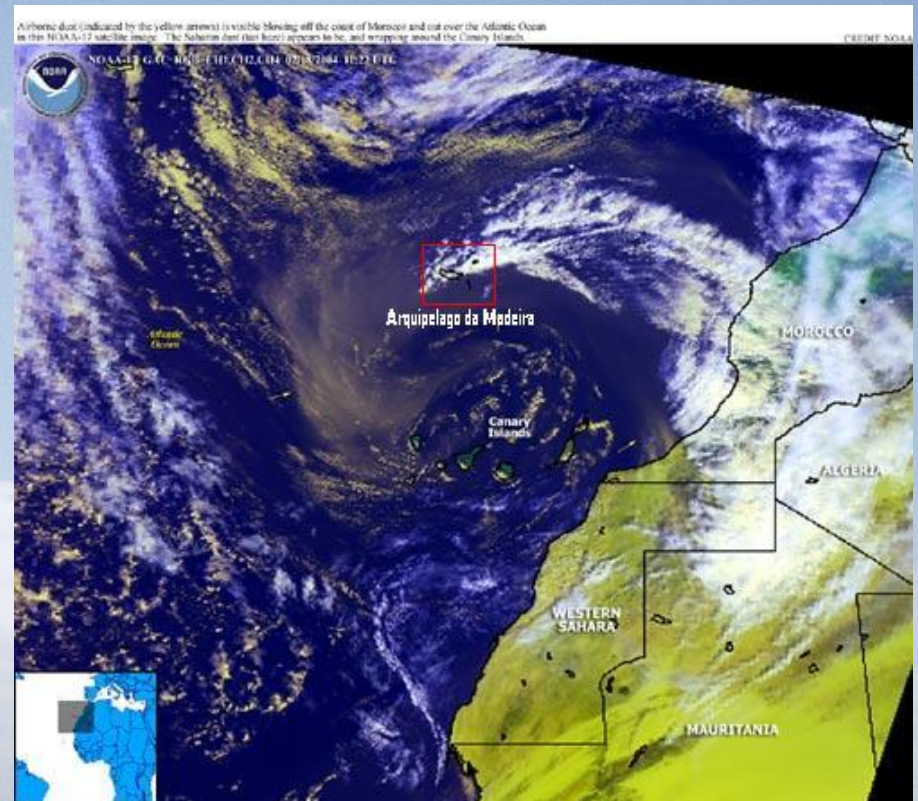 Airborne dust (indicated by the yellow arrows) is visible blowing off the coast of Morocco and out over the Atlantic Ocean
in this NOAA-17 satellite image. The Saharan dust (tan haze) appears to be, and wrapping around the Canary Islands.
CREDIT NOAA
NOAA
Arquipelago da Madeira
Atlantic
Ocean
MOROCCO
Canary
Islands
ALGERIA
WESTERN
SAHARA
MAURITANIA